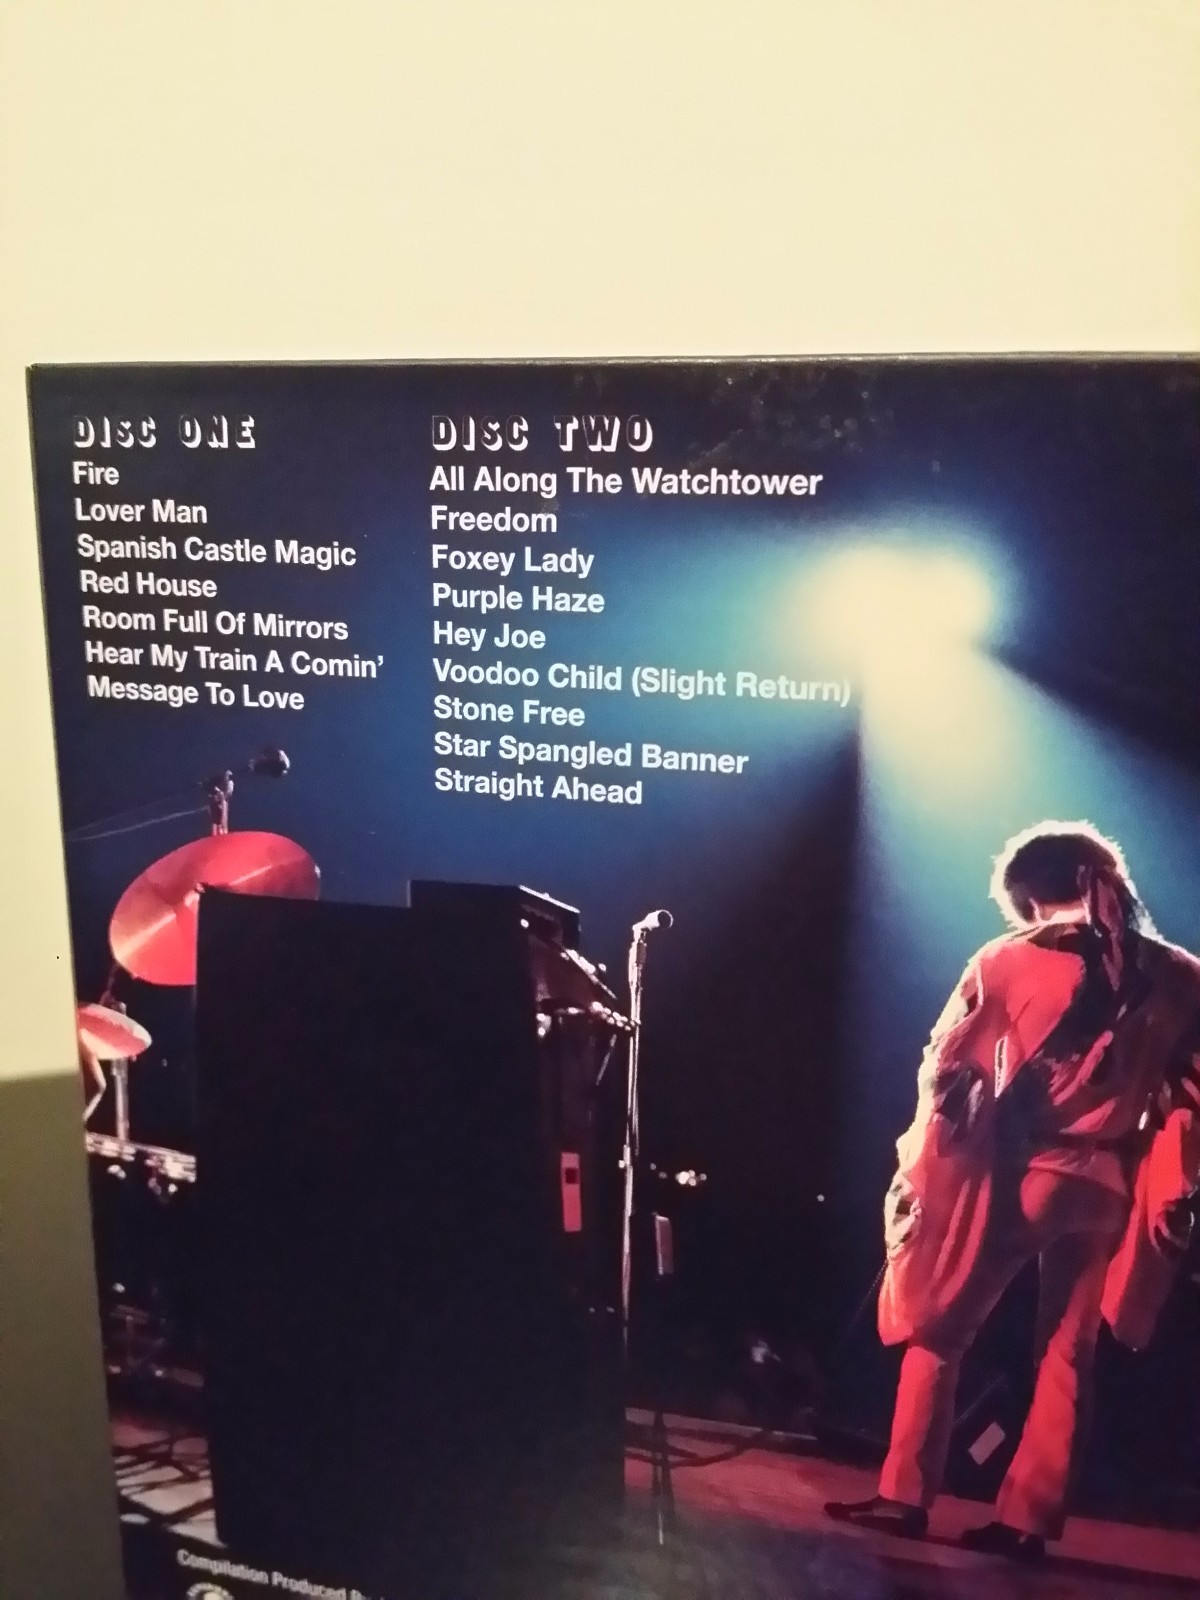 DISC ONE
Fire
Lover Man
Spanish Castle Magic
Red House
Room Full Of Mirrors
Hear My Train A Comin'
Message To Love
DISC TWO
All Along The Watchtower
Freedom
Foxey Lady
Purple Haze
Hey Joe
Voodoo Child (Slight Return)
Stone Free
Star Spangled Banner
Straight Ahead
Compilation Produced